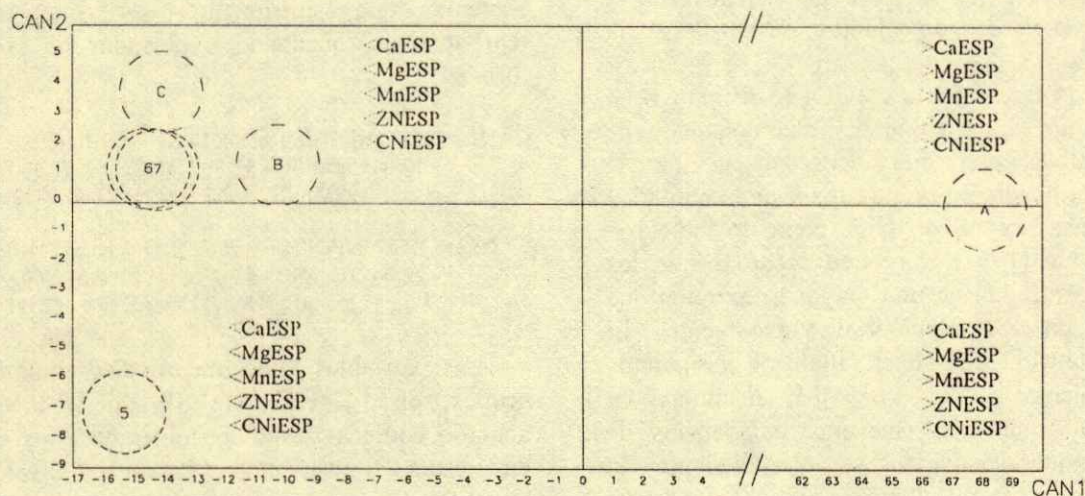 CAN2
5 CaESP >CaESP
4 C MgESP >MgESP
3 <MnESP >MnESP
2 ZNESP >ZNESP
<CNiESP >CNiESP
1 67 B
0 A
-1
-2
-3
-4 <CaESP >CaESP
-5 <MgESP >MgESP
-6 <MnESP >MnESP
-7 5 <ZNESP >ZNESP
-8 <CNiESP >CNiESP
-9
-17 -16 -15 -14 -13 -12 -11 -10 -9 -8 -7 -6 -5 -4 -3 -2 -1 0 1 2 3 4 // 62 63 64 65 66 67 68 69 CAN1